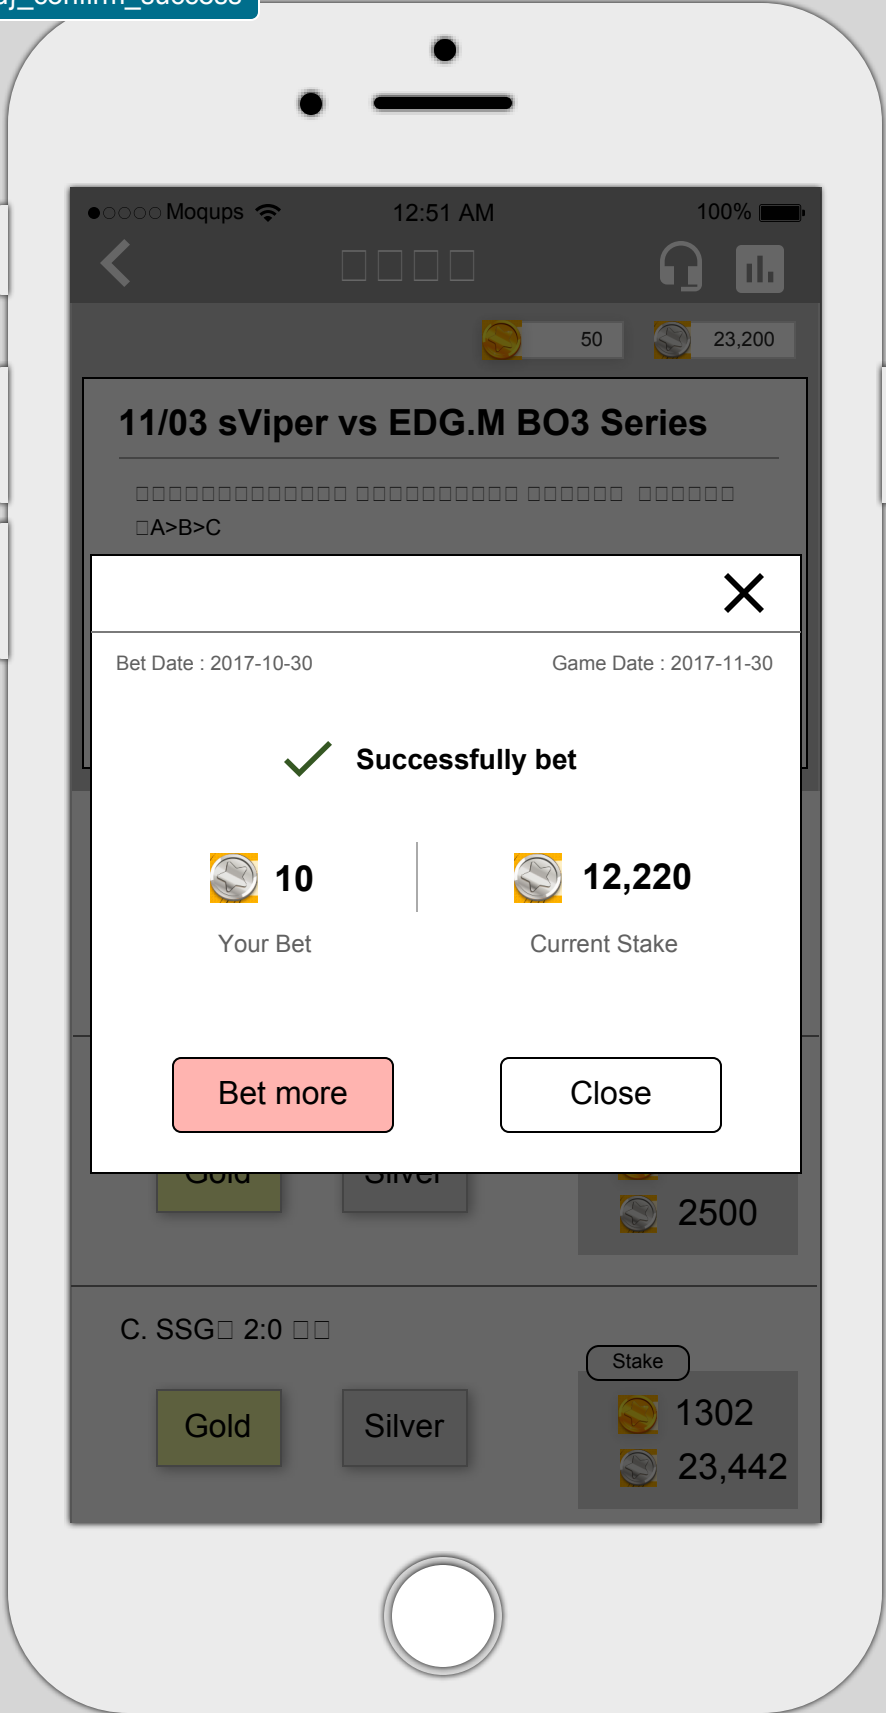 Moqups 12:51 AM 100%
50 23,200
11/03 sViper vs EDG.M BO3 Series
A>B>C
Bet Date : 2017-10-30 Game Date : 2017-11-30
Successfully bet
10 12,220
Your Bet Current Stake
Bet more Close
Gold Silver
2500
C. SSG 2:0
Stake
Gold Silver 1302
23,442